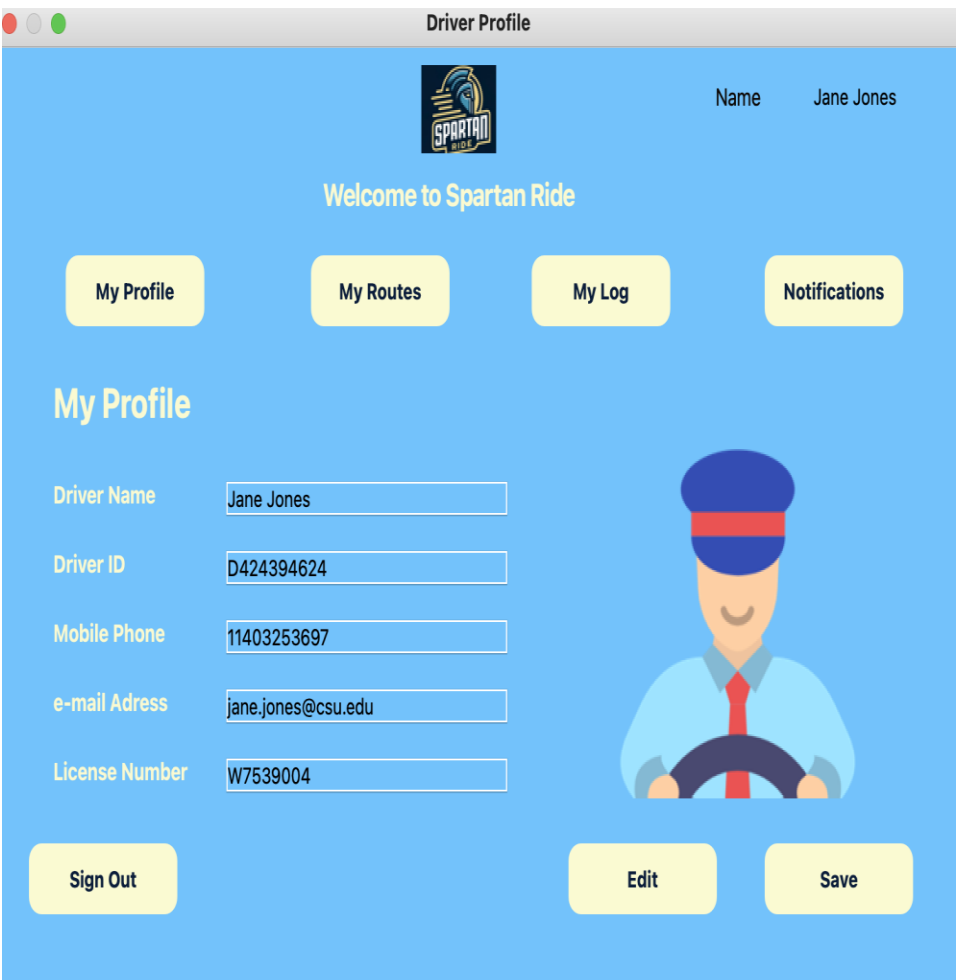 Driver Profile
SPARTAN
RIDE
Name Jane Jones
Welcome to Spartan Ride
My Profile My Routes My Log Notifications
My Profile
Driver Name Jane Jones
Driver ID D424394624
Mobile Phone 11403253697
e-mail Adress jane.jones@csu.edu
License Number W7539004
Sign Out Edit Save